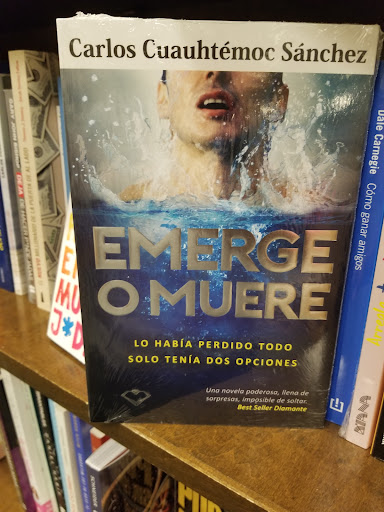 Carlos Cuauhtémoc Sánchez
EMERGE
O MUERE
LO HABÍA PERDIDO TODO
SOLO TENÍA DOS OPCIONES
Una novela poderosa, llena de
sorpresas, imposible de soltar.
Best Seller Diamante
Dale Carnegie
Cómo ganar amigos